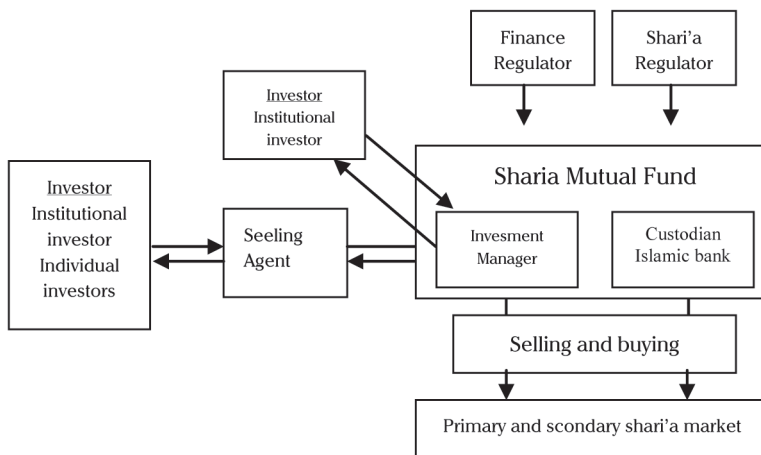 Finance
Regulator
Shari'a
Regulator
Investor
Institutional
investor
Sharia Mutual Fund
Investor
Institutional
investor
Individual
investors
Seeling
Agent
Invesment
Manager
Custodian
Islamic bank
Selling and buying
Primary and scondary shari'a market